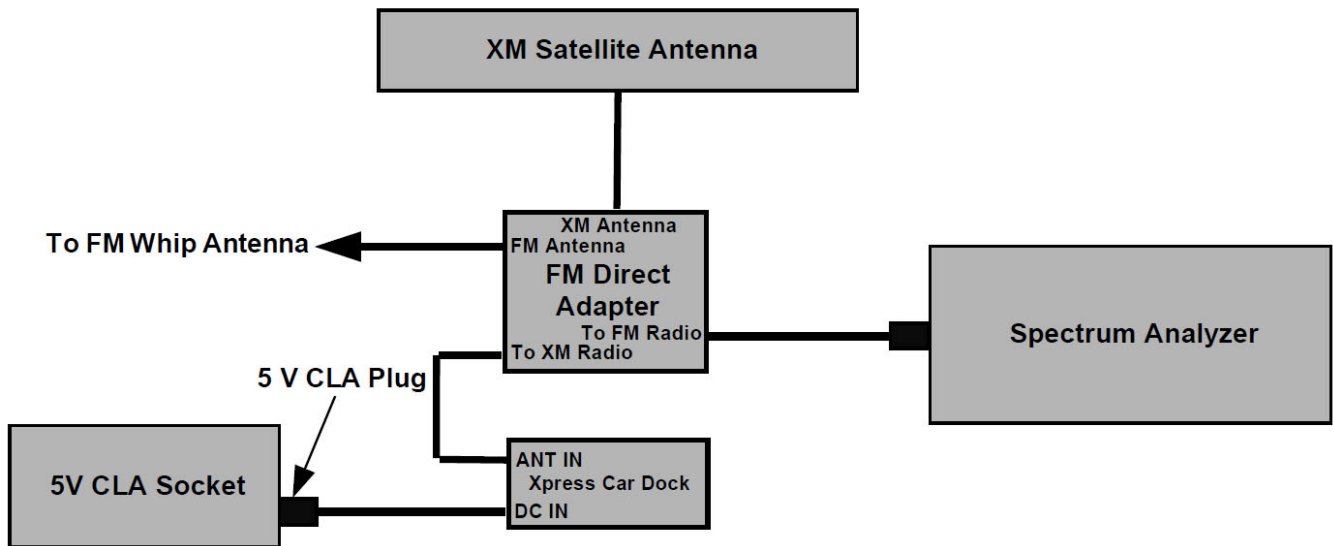 XM Satellite Antenna
To FM Whip Antenna
XM Antenna
FM Antenna
FM Direct
Adapter
To FM Radio
To XM Radio
Spectrum Analyzer
5 V CLA Plug
5V CLA Socket
ANT IN
Xpress Car Dock
DC IN